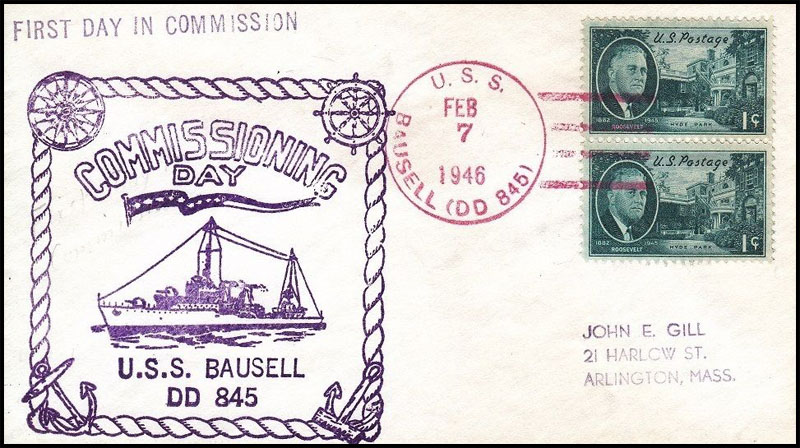 FIRST DAY IN COMMISSION
COMMISSIONING
DAY
U.S.S. BAUSELL
DD 845
U. S. S.
FEB
7
1946
BAUSELL (DD 845)
U.S. Postage
1882 1945
ROOSEVELT
HYDE PARK
1¢
U.S. Postage
1882 1945
ROOSEVELT
HYDE PARK
1¢
JOHN E. GILL
21 HARLOW ST.
ARLINGTON, MASS.